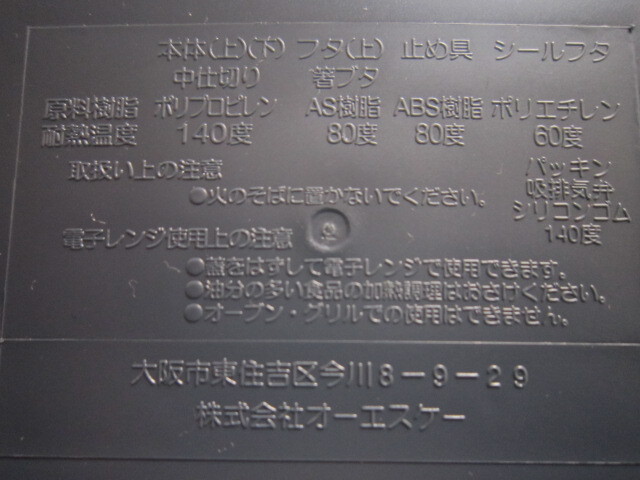 本体(上)(下) フタ(上) 止め具 シールフタ
中仕切り 箸ブタ
原料樹脂 ポリプロピレン AS樹脂 ABS樹脂 ポリエチレン
耐熱温度 140度 80度 80度 60度
取扱い上の注意 パッキン
●火のそばに置かないでください。 吸排気弁
シリコンゴム
電子レンジ使用上の注意 140度
●蓋をはずして電子レンジで使用できます。
●油分の多い食品の加熱調理はおさけください。
●オーブン・グリルでの使用はできません。
大阪市東住吉区今川8-9-29
株式会社オーエスケー